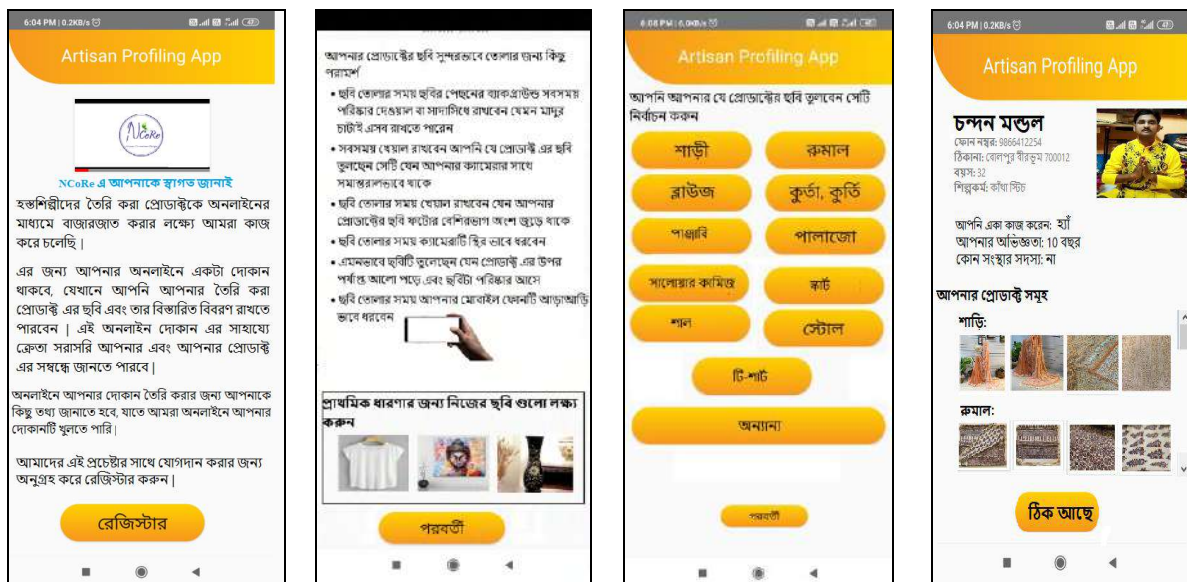 6:04 PM | 0.2KB/s
Artisan Profiling App
NCoRe
NCoRe এ আপনাকে স্বাগত জানাই
হস্তশিল্পীদের তৈরি করা প্রোডাক্টকে অনলাইনের
মাধ্যমে বাজারজাত করার লক্ষ্যে আমরা কাজ
করে চলেছি |
এর জন্য আপনার অনলাইনে একটা দোকান
থাকবে, যেখানে আপনি আপনার তৈরি করা
প্রোডাক্ট এর ছবি এবং তার বিস্তারিত বিবরণ রাখতে
পারবেন | এই অনলাইন দোকান এর সাহায্যে
ক্রেতা সরাসরি আপনার এবং আপনার প্রোডাক্ট
এর সম্বন্ধে জানতে পারবে |
অনলাইনে আপনার দোকান তৈরি করার জন্য আপনাকে
কিছু তথ্য জানাতে হবে, যাতে আমরা অনলাইনে আপনার
দোকানটি খুলতে পারি |
আমাদের এই প্রচেষ্টার সাথে যোগদান করার জন্য
অনুগ্রহ করে রেজিস্টার করুন |
রেজিস্টার
আপনার প্রোডাক্টের ছবি সুন্দরভাবে তোলার জন্য কিছু
পরামর্শ
• ছবি তোলার সময় ছবির পেছনের ব্যাকগ্রাউন্ড সবসময়
পরিষ্কার দেওয়াল বা সাদাসিধে রাখবেন যেমন মাদুর
চাটাই এসব রাখতে পারেন
• সবসময় খেয়াল রাখবেন আপনি যে প্রোডাক্ট এর ছবি
তুলছেন সেটি যেন আপনার ক্যামেরার সাথে
সমান্তরালভাবে থাকে
• ছবি তোলার সময় খেয়াল রাখবেন যেন আপনার
প্রোডাক্টের ছবি ফটোর বেশিরভাগ অংশ জুড়ে থাকে
• ছবি তোলার সময় ক্যামেরাটি স্থির ভাবে ধরবেন
• এমনভাবে ছবিটি তুলেছেন যেন প্রোডাক্ট এর উপর
পর্যাপ্ত আলো পড়ে এবং ছবিটা পরিষ্কার আসে
• ছবি তোলার সময় আপনার মোবাইল ফোনটি আড়াআড়ি
ভাবে ধরবেন
প্রাথমিক ধারণার জন্য নিজের ছবি গুলো লক্ষ্য
করুন
পরবর্তী
6:08 PM | 6.0KB/s
Artisan Profiling App
আপনি আপনার যে প্রোডাক্টের ছবি তুলবেন সেটি
নির্বাচন করুন
শাড়ী
রুমাল
ব্লাউজ
কুর্তা, কুর্তি
পাঞ্জাবি
পালাজো
সালোয়ার কামিজ
স্কার্ট
শাল
স্টোল
টি-শার্ট
অন্যান্য
পরবর্তী
6:04 PM | 0.2KB/s
Artisan Profiling App
চন্দন মন্ডল
ফোন নম্বর: 9866412254
ঠিকানা: বোলপুর বীরভূম 700012
বয়স: 32
শিল্পকর্ম: কাঁথা স্টিচ
আপনি একা কাজ করেন: হ্যাঁ
আপনার অভিজ্ঞতা: 10 বছর
কোন সংস্থার সদস্য: না
আপনার প্রোডাক্ট সমূহ
শাড়ি:
রুমাল:
ঠিক আছে